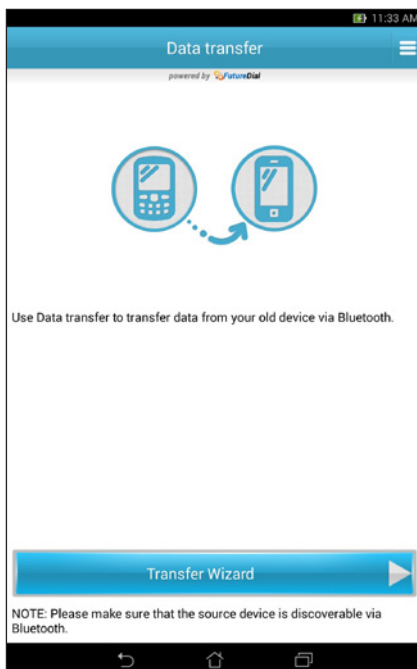 11:33 AM
Data transfer
powered by FutureDial
Use Data transfer to transfer data from your old device via Bluetooth.
Transfer Wizard
NOTE: Please make sure that the source device is discoverable via
Bluetooth.